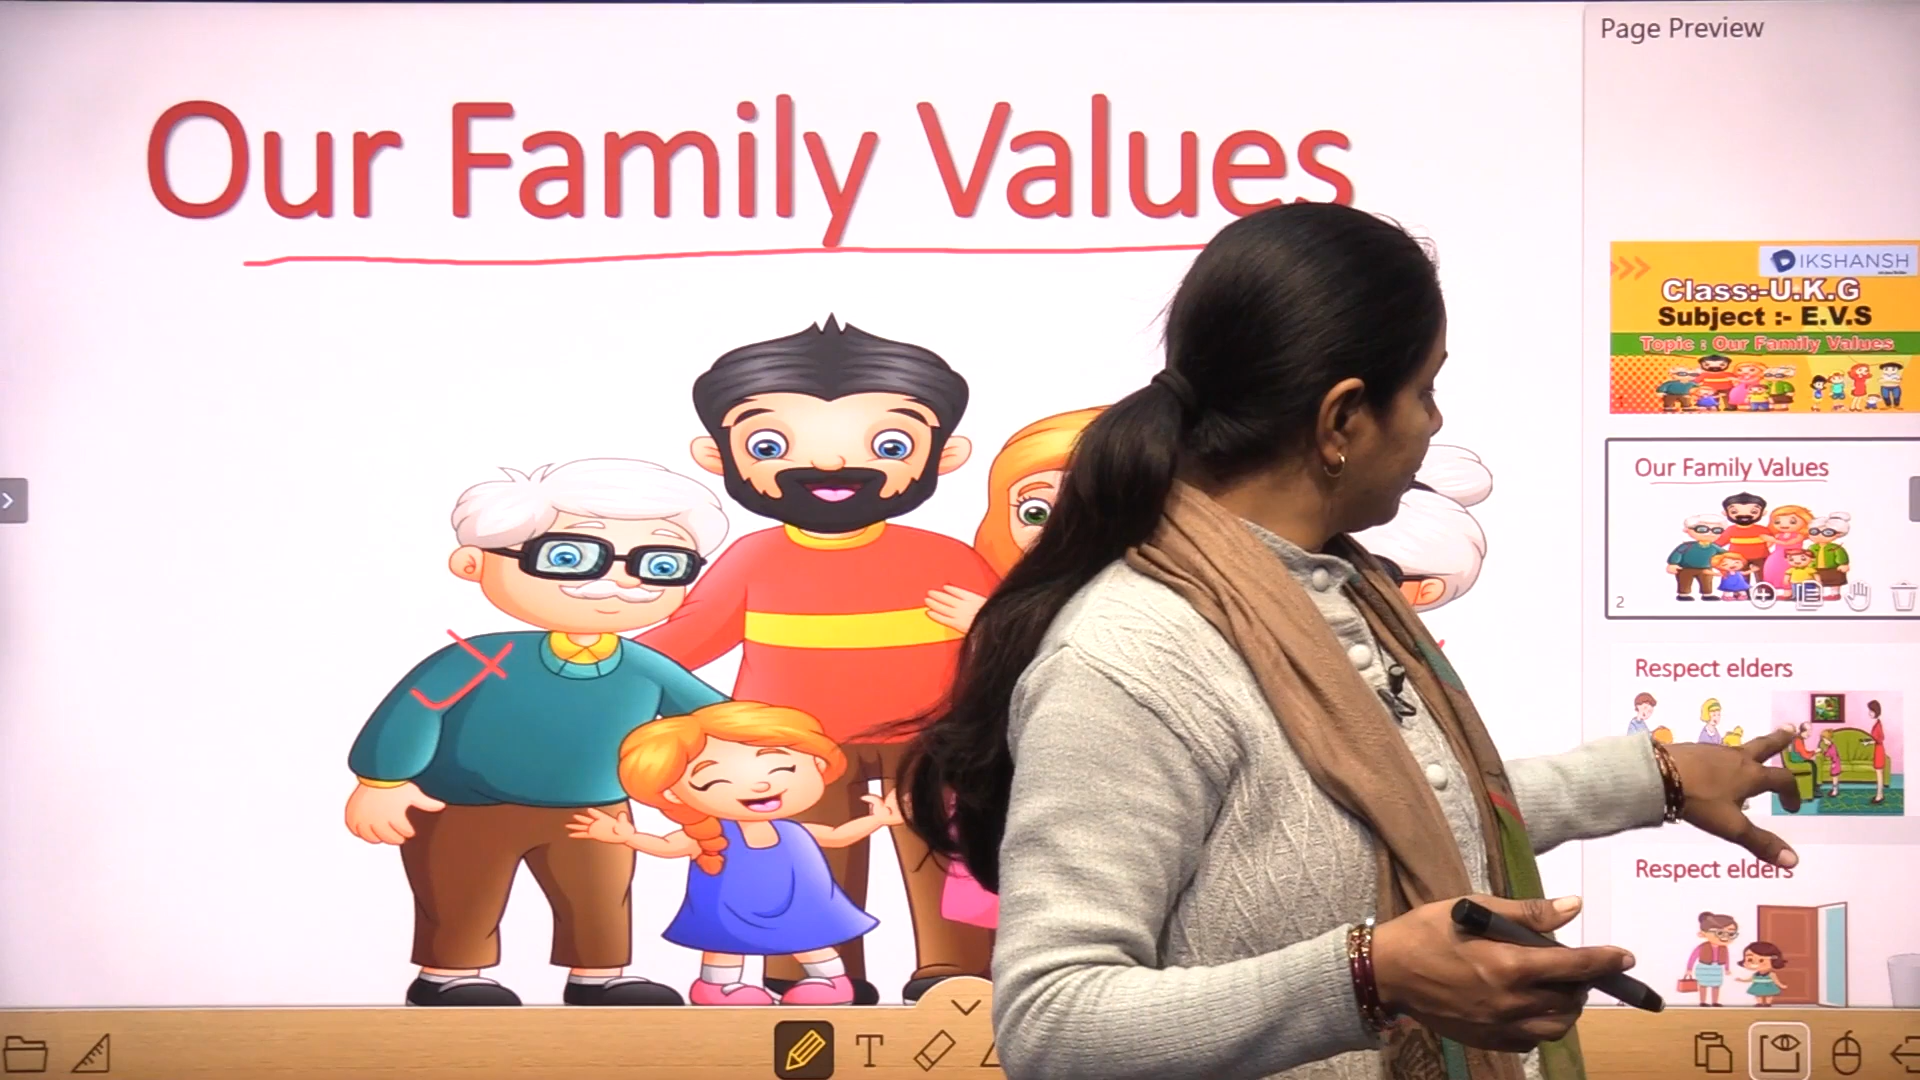 Our Family Values
Page Preview
DIKSHANSH
Class:-U.K.G
Subject :- E.V.S
Topic : Our Family Values
Our Family Values
2
Respect elders
Respect elders
T